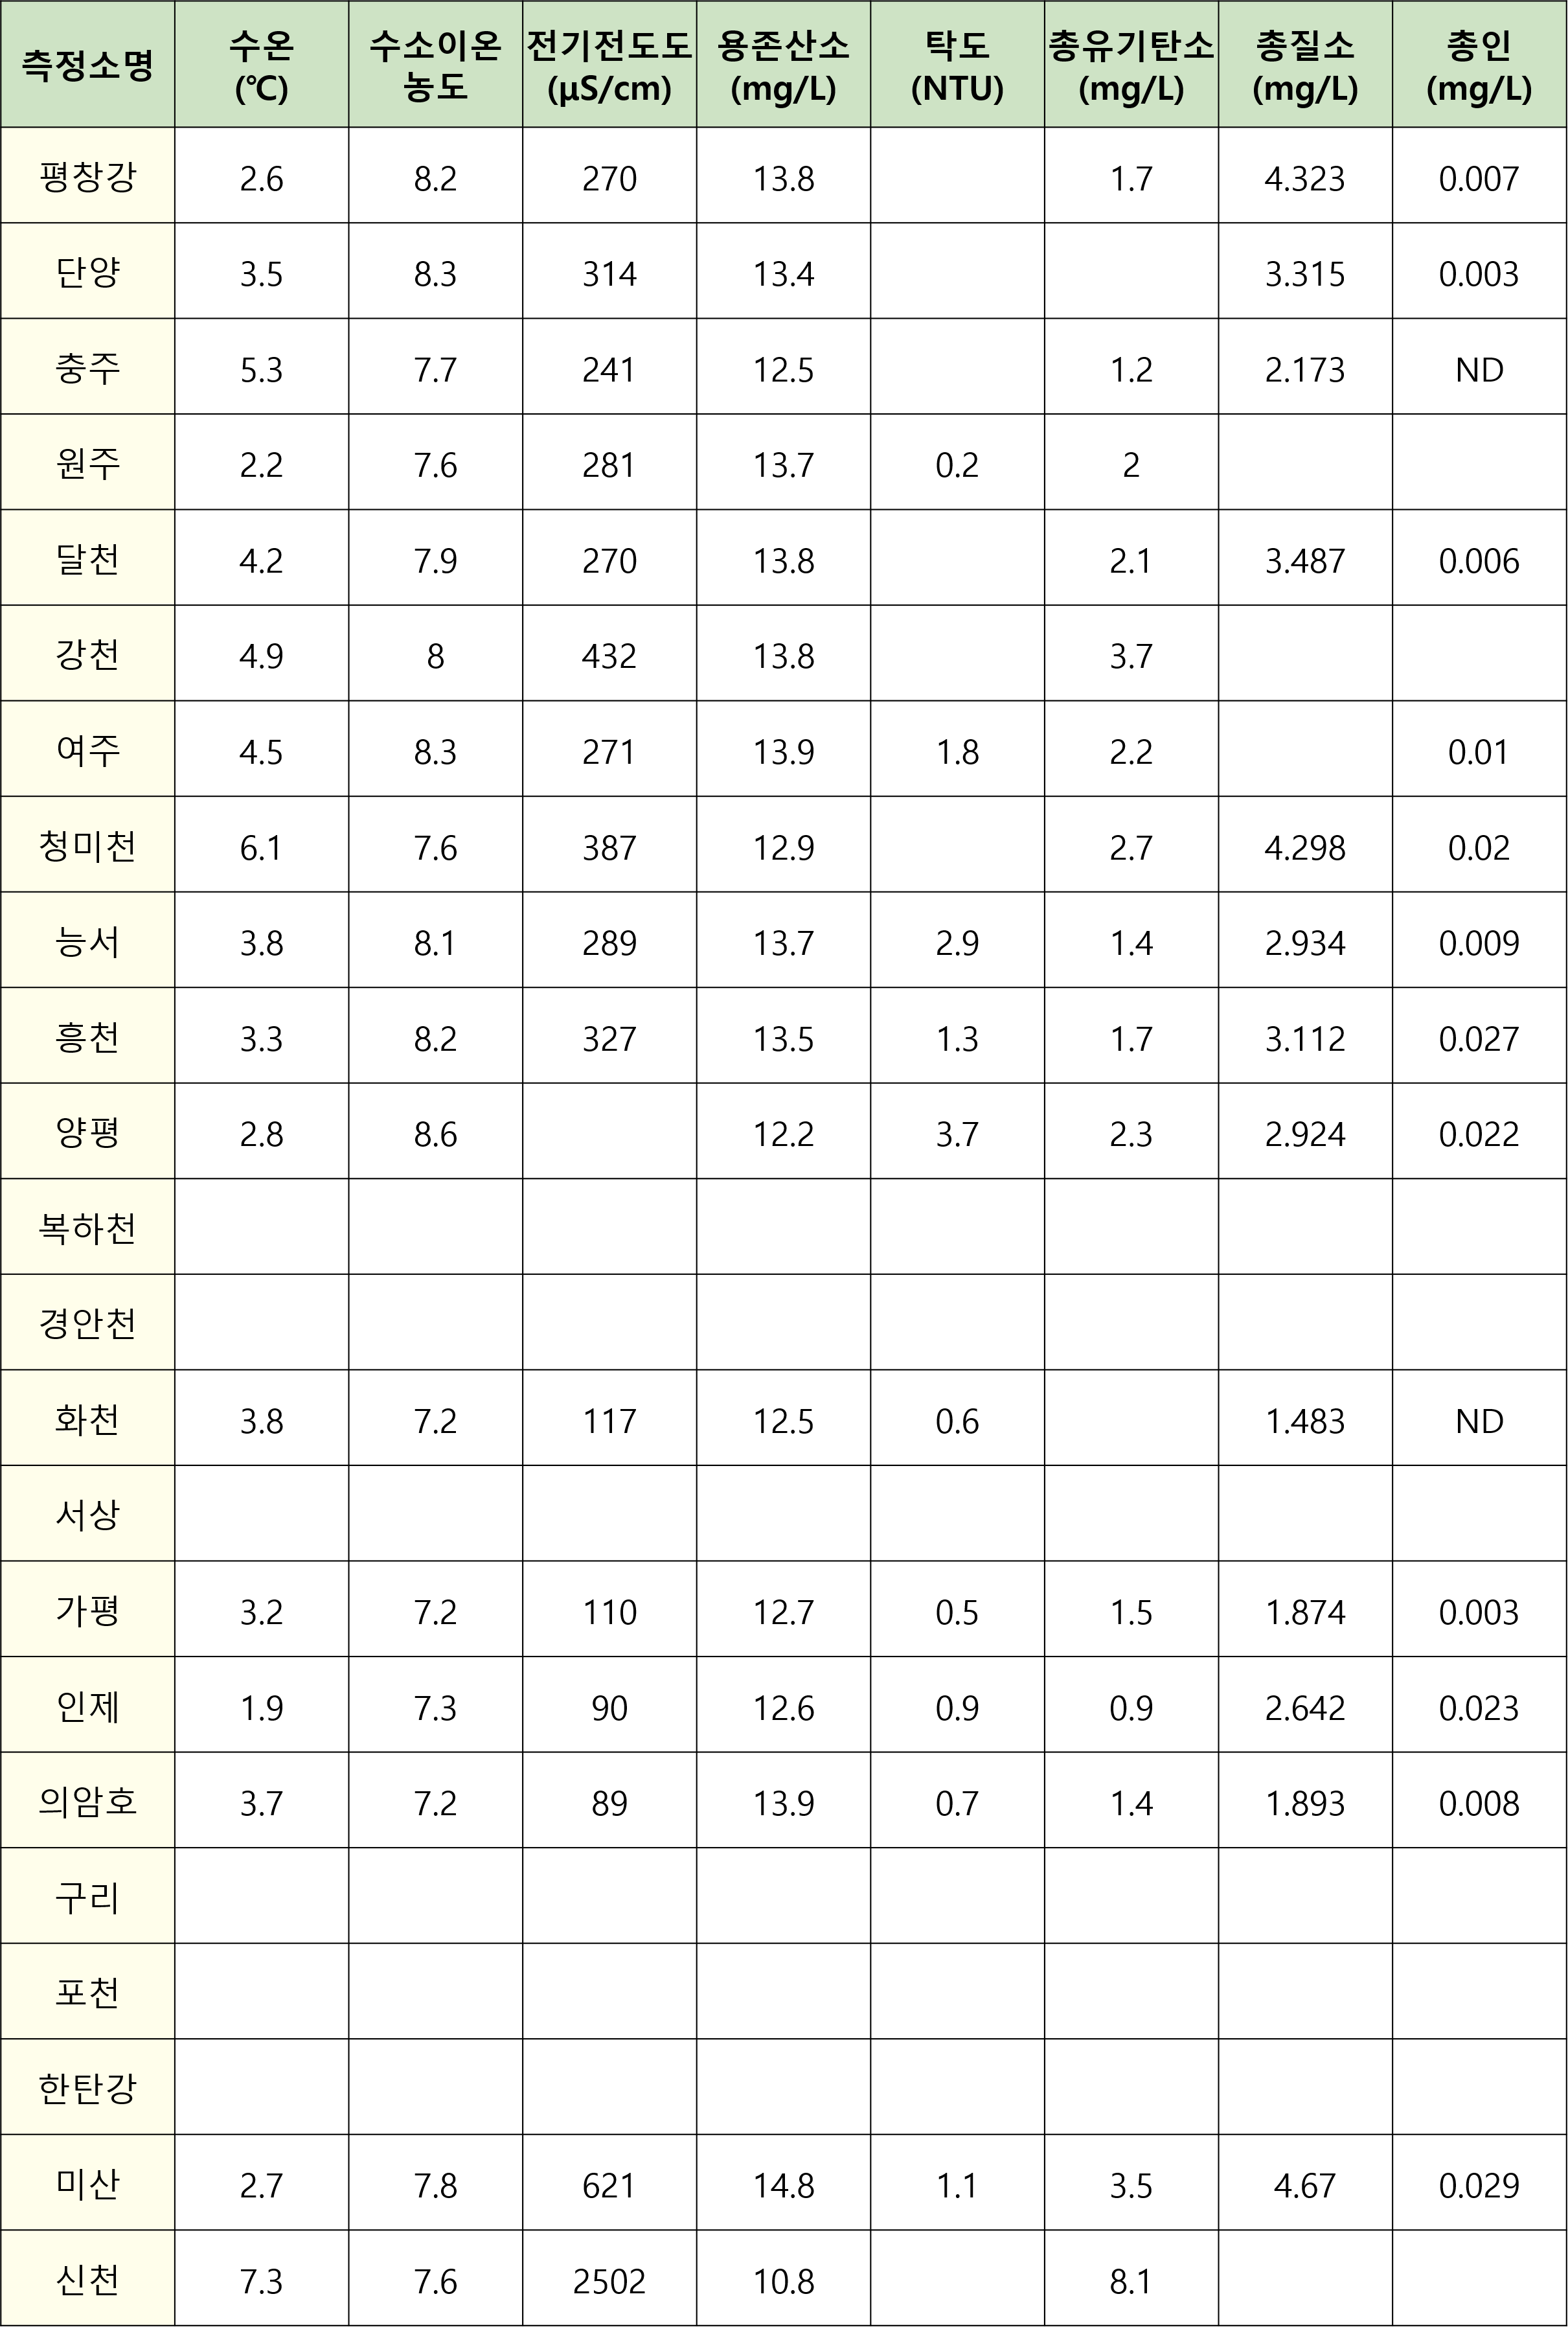 측정소명 수온 (℃) 수소이온 농도 전기전도도 (µS/cm) 용존산소 (mg/L) 탁도 (NTU) 총유기탄소 (mg/L) 총질소 (mg/L) 총인 (mg/L)
평창강 2.6 8.2 270 13.8 1.7 4.323 0.007
단양 3.5 8.3 314 13.4 3.315 0.003
충주 5.3 7.7 241 12.5 1.2 2.173 ND
원주 2.2 7.6 281 13.7 0.2 2
달천 4.2 7.9 270 13.8 2.1 3.487 0.006
강천 4.9 8 432 13.8 3.7
여주 4.5 8.3 271 13.9 1.8 2.2 0.01
청미천 6.1 7.6 387 12.9 2.7 4.298 0.02
능서 3.8 8.1 289 13.7 2.9 1.4 2.934 0.009
흥천 3.3 8.2 327 13.5 1.3 1.7 3.112 0.027
양평 2.8 8.6 12.2 3.7 2.3 2.924 0.022
복하천
경안천
화천 3.8 7.2 117 12.5 0.6 1.483 ND
서상
가평 3.2 7.2 110 12.7 0.5 1.5 1.874 0.003
인제 1.9 7.3 90 12.6 0.9 0.9 2.642 0.023
의암호 3.7 7.2 89 13.9 0.7 1.4 1.893 0.008
구리
포천
한탄강
미산 2.7 7.8 621 14.8 1.1 3.5 4.67 0.029
신천 7.3 7.6 2502 10.8 8.1